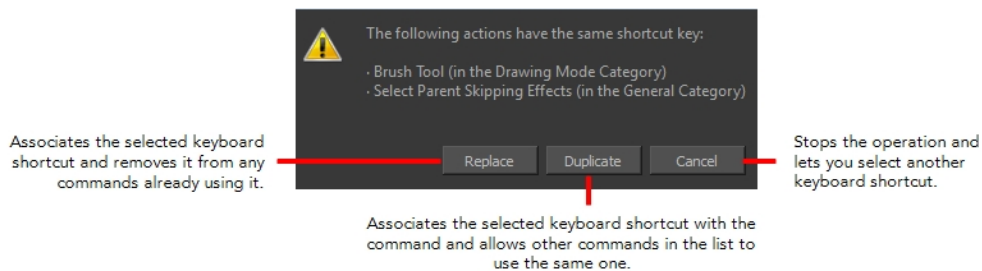 The following actions have the same shortcut key:
· Brush Tool (in the Drawing Mode Category)
· Select Parent Skipping Effects (in the General Category)
Replace
Duplicate
Cancel
Associates the selected keyboard
shortcut and removes it from any
commands already using it.
Stops the operation and
lets you select another
keyboard shortcut.
Associates the selected keyboard shortcut with the
command and allows other commands in the list to
use the same one.